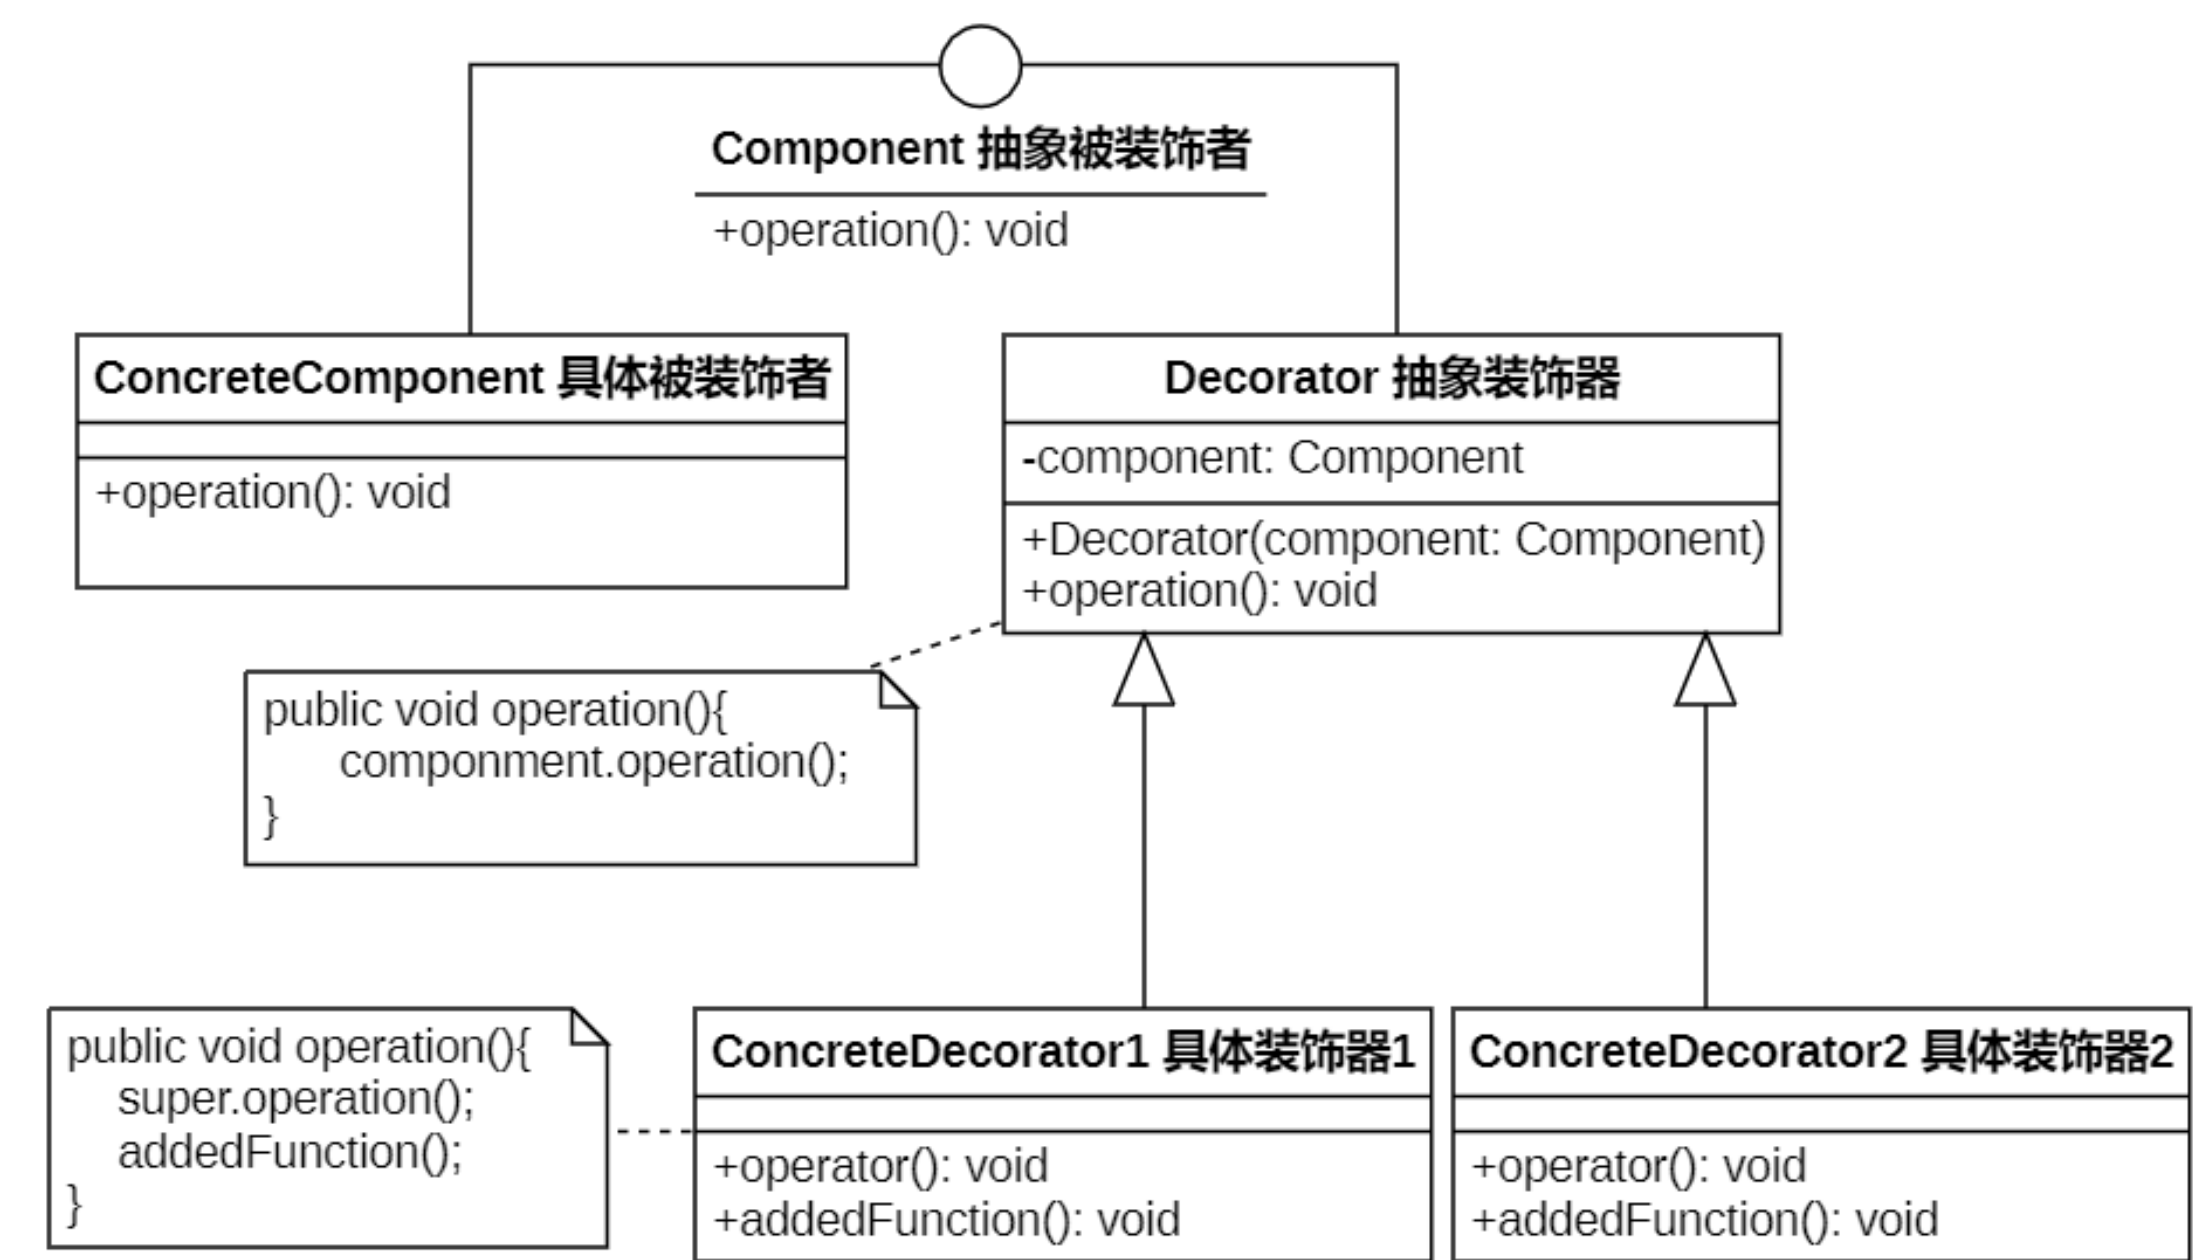 Component 抽象被装饰者
+operation(): void
ConcreteComponent 具体被装饰者
+operation(): void
Decorator 抽象装饰器
-component: Component
+Decorator(component: Component)
+operation(): void
public void operation(){
componment.operation();
}
public void operation(){
super.operation();
addedFunction();
}
ConcreteDecorator1 具体装饰器1
+operator(): void
+addedFunction(): void
ConcreteDecorator2 具体装饰器2
+operator(): void
+addedFunction(): void